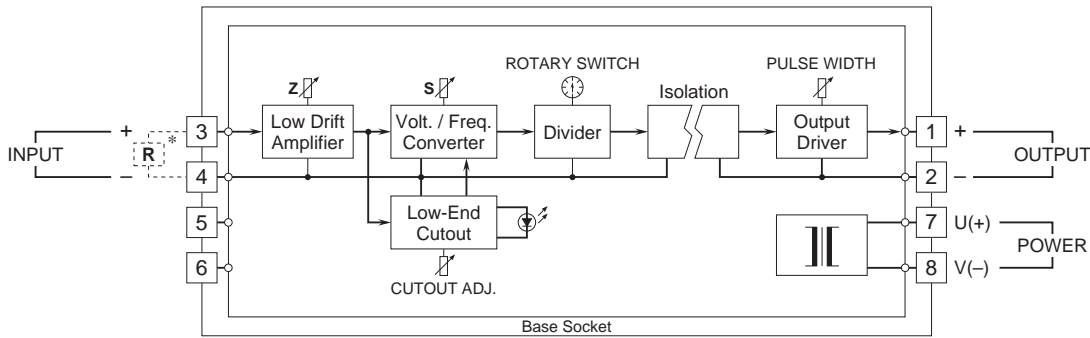 ROTARY SWITCH
PULSE WIDTH
Z
S
Isolation
INPUT
+
–
R
*
3
4
5
6
Low Drift
Amplifier
Volt. / Freq.
Converter
Divider
Output
Driver
Low-End
Cutout
CUTOUT ADJ.
1
+
2
–
OUTPUT
7
U(+)
8
V(–)
POWER
Base Socket